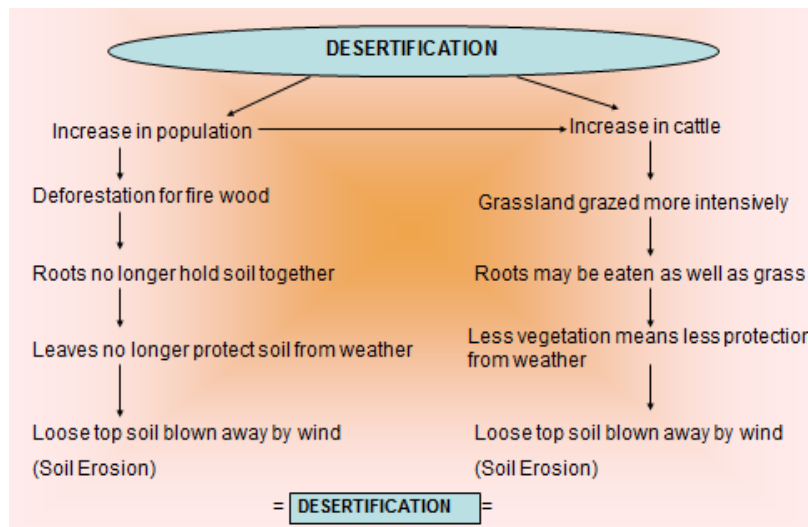 DESERTIFICATION
Increase in population
Increase in cattle
Deforestation for fire wood
Grassland grazed more intensively
Roots no longer hold soil together
Roots may be eaten as well as grass
Leaves no longer protect soil from weather
Less vegetation means less protection
from weather
Loose top soil blown away by wind
(Soil Erosion)
Loose top soil blown away by wind
(Soil Erosion)
= DESERTIFICATION =